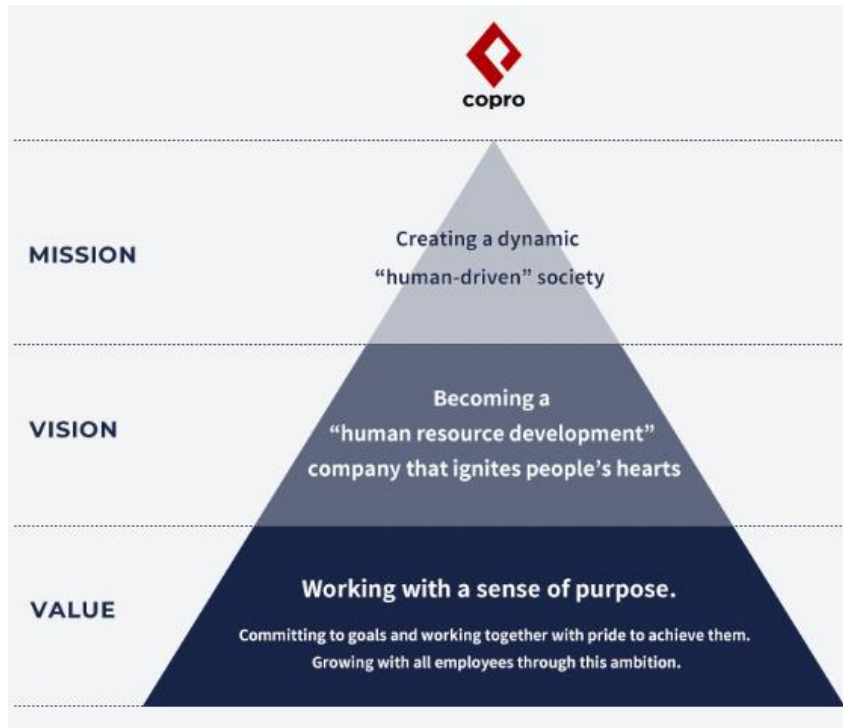 copro
MISSION
Creating a dynamic
“human-driven” society
VISION
Becoming a
“human resource development”
company that ignites people’s hearts
VALUE
Working with a sense of purpose.
Committing to goals and working together with pride to achieve them.
Growing with all employees through this ambition.